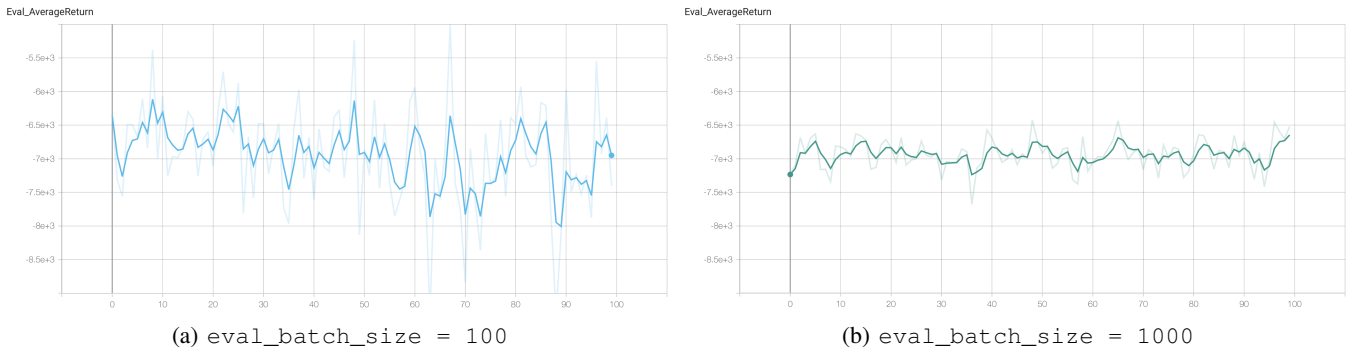 Eval_AverageReturn
-5.5e+3
-6e+3
-6.5e+3
-7e+3
-7.5e+3
-8e+3
-8.5e+3
0 10 20 30 40 50 60 70 80 90 100
(a) eval_batch_size = 100
Eval_AverageReturn
-5.5e+3
-6e+3
-6.5e+3
-7e+3
-7.5e+3
-8e+3
-8.5e+3
0 10 20 30 40 50 60 70 80 90 100
(b) eval_batch_size = 1000